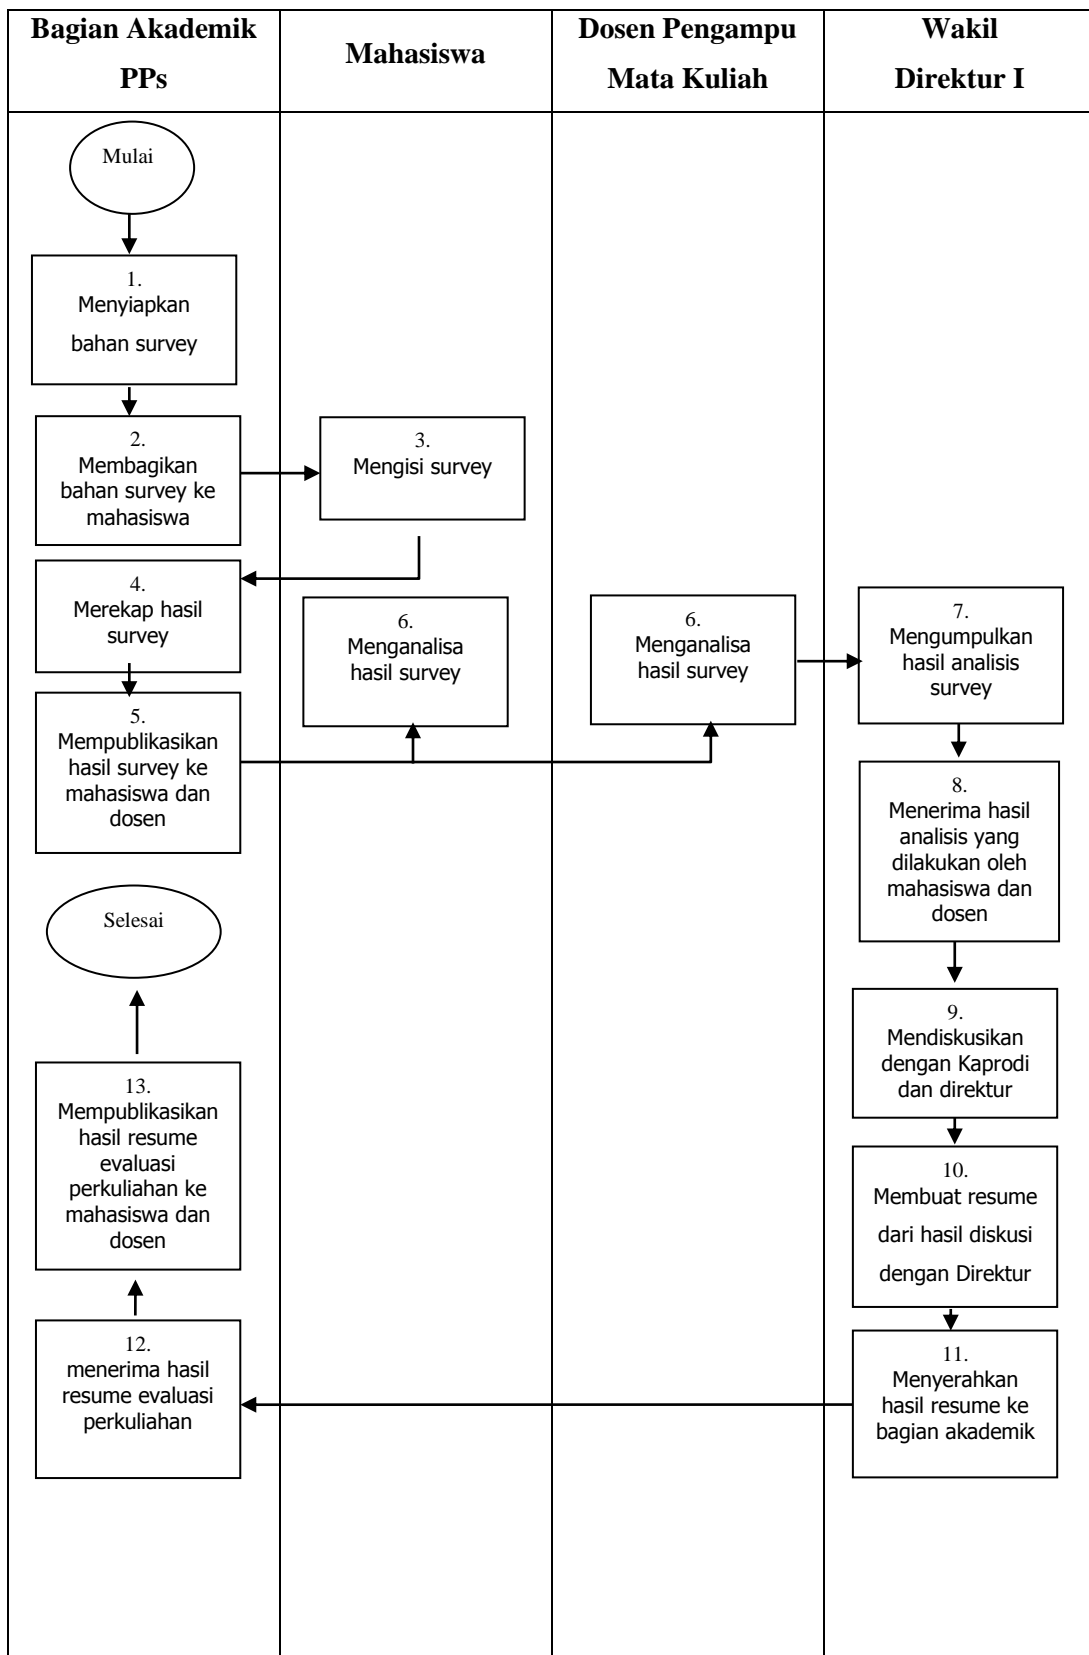 Bagian Akademik
PPs
Mahasiswa
Dosen Pengampu
Mata Kuliah
Wakil
Direktur I
Mulai
1.
Menyiapkan
bahan survey
2.
Membagikan
bahan survey ke
mahasiswa
3.
Mengisi survey
4.
Merekap hasil
survey
5.
Mempublikasikan
hasil survey ke
mahasiswa dan
dosen
6.
Menganalisa
hasil survey
6.
Menganalisa
hasil survey
7.
Mengumpulkan
hasil analisis
survey
8.
Menerima hasil
analisis yang
dilakukan oleh
mahasiswa dan
dosen
9.
Mendiskusikan
dengan Kaprodi
dan direktur
10.
Membuat resume
dari hasil diskusi
dengan Direktur
11.
Menyerahkan
hasil resume ke
bagian akademik
12.
menerima hasil
resume evaluasi
perkuliahan
13.
Mempublikasikan
hasil resume
evaluasi
perkuliahan ke
mahasiswa dan
dosen
Selesai